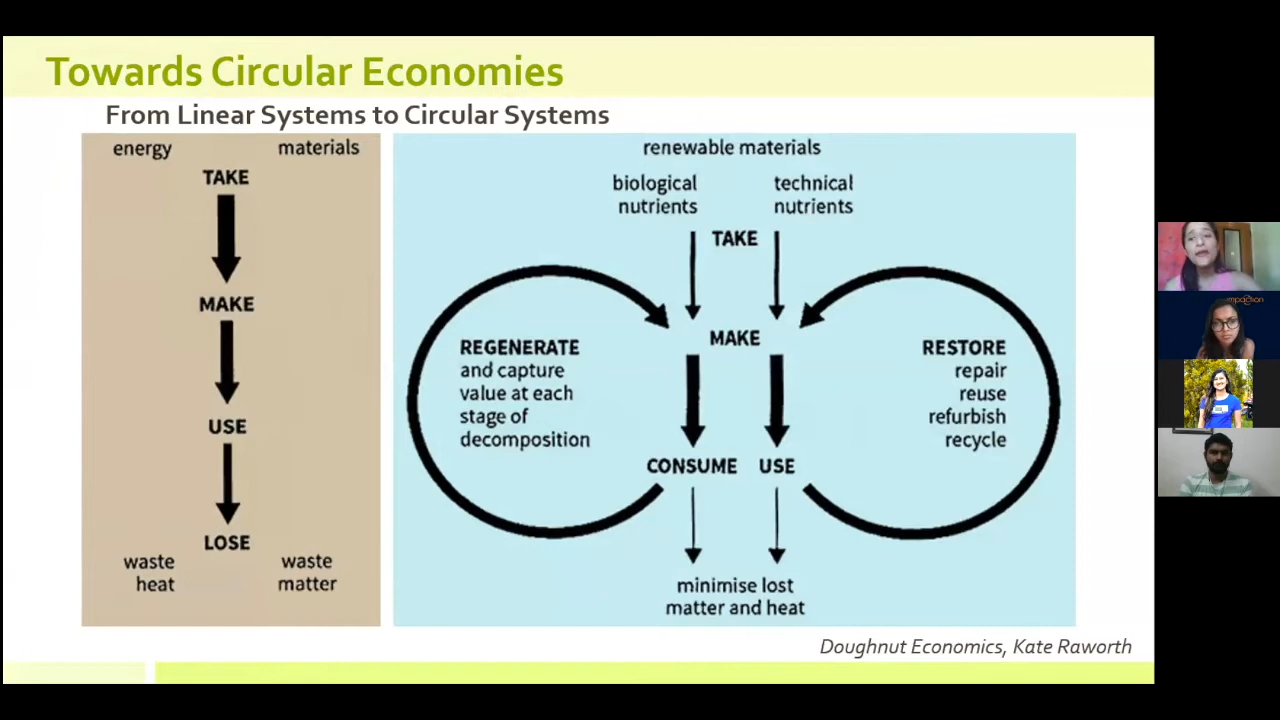 Towards Circular Economies
From Linear Systems to Circular Systems
energy materials
TAKE
MAKE
USE
LOSE
waste
heat
waste
matter
renewable materials
biological
nutrients
technical
nutrients
TAKE
MAKE
REGENERATE
and capture
value at each
stage of
decomposition
RESTORE
repair
reuse
refurbish
recycle
CONSUME USE
minimise lost
matter and heat
Doughnut Economics, Kate Raworth